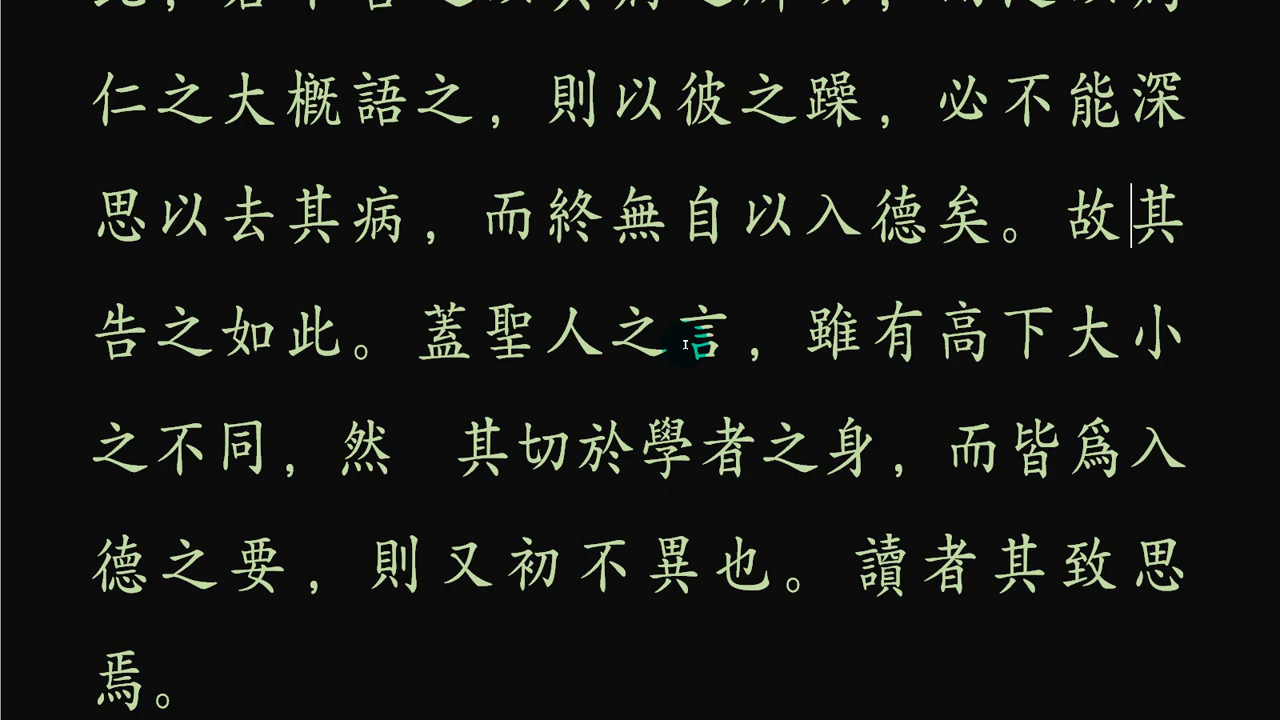 仁之大概語之，則以彼之躁，必不能深
思以去其病，而終無自以入德矣。故其
告之如此。蓋聖人之言，雖有高下大小
之不同，然　其切於學者之身，而皆爲入
德之要，則又初不異也。讀者其致思
焉。